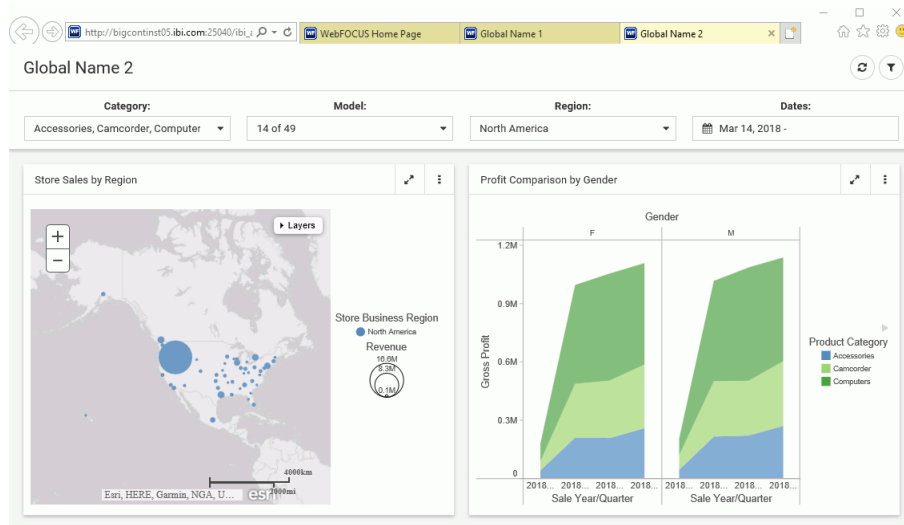 http://bigcontinst05.ibi.com:25040/ibi_a
WebFOCUS Home Page
Global Name 1
Global Name 2
Global Name 2
Category:
Model:
Region:
Dates:
Accessories, Camcorder, Computer
14 of 49
North America
Mar 14, 2018 -
Store Sales by Region
Layers
+
−
Store Business Region
North America
Revenue
16.6M
8.3M
0.1M
4000km
2000mi
Esri, HERE, Garmin, NGA, U...
esri
Profit Comparison by Gender
Gender
F
M
1.2M
0.9M
0.6M
0.3M
0
Gross Profit
2018... 2018... 2018... 2018...
2018... 2018... 2018... 2018...
Sale Year/Quarter
Sale Year/Quarter
Product Category
Accessories
Camcorder
Computers